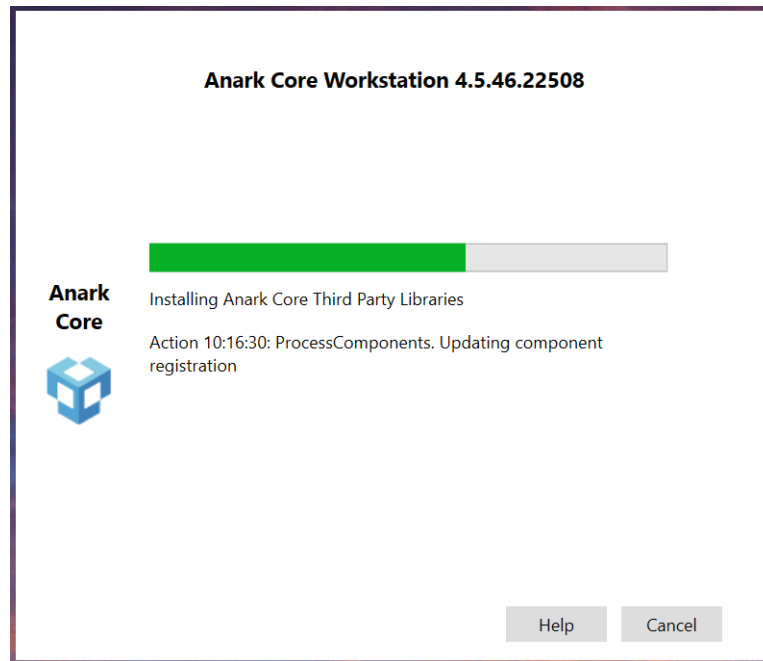 Anark Core Workstation 4.5.46.22508
Anark
Core
Installing Anark Core Third Party Libraries
Action 10:16:30: ProcessComponents. Updating component
registration
Help
Cancel